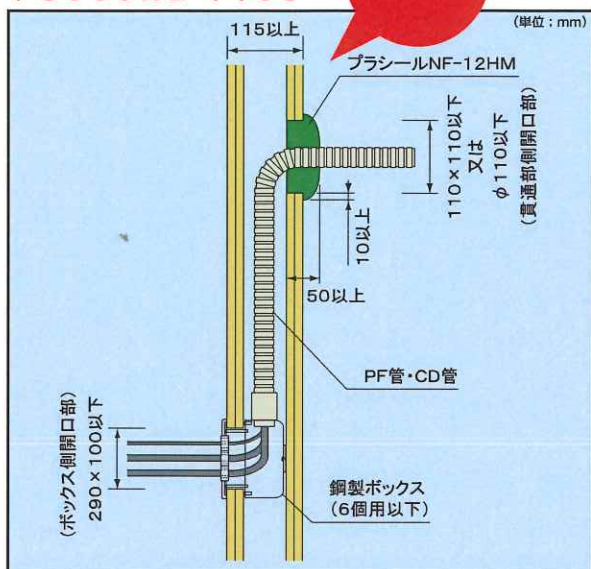 (単位：mm)
115以上
プラシールNF-12HM
110×110以下
又は
φ110以下
(貫通部側開口部)
10以上
50以上
PF管・CD管
(ボックス側開口部)
290×100以下
鋼製ボックス
(6個用以下)